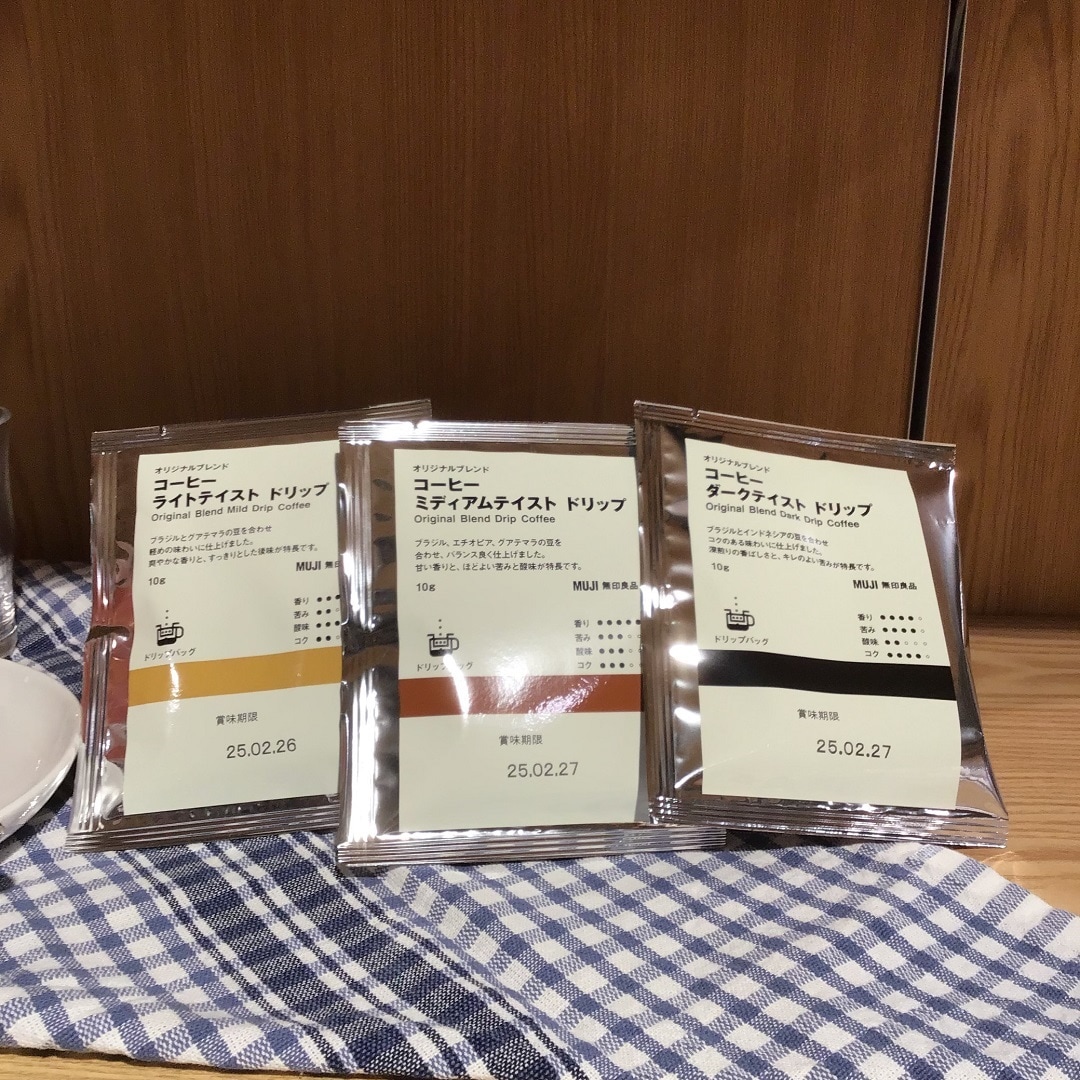 オリジナルブレンド
コーヒー
ライトテイスト ドリップ
Original Blend Mild Drip Coffee
ブラジルとグアテマラの豆を合わせ
軽めの味わいに仕上げました。
爽やかな香りと、すっきりとした後味が特長です。
10g
MUJI 無印
香り ●●●
苦み ●●
酸味 ●●●
コク ●●
ドリップバッグ
賞味期限
25.02.26
オリジナルブレンド
コーヒー
ミディアムテイスト ドリップ
Original Blend Drip Coffee
ブラジル、エチオピア、グアテマラの豆を
合わせ、バランス良く仕上げました。
甘い香りと、ほどよい苦みと酸味が特長です。
10g
MUJI 無印良品
香り ●●●●●
苦み ●●●○
酸味 ●●●○
コク ●●●○
ドリップバッグ
賞味期限
25.02.27
オリジナルブレンド
コーヒー
ダークテイスト ドリップ
Original Blend Dark Drip Coffee
ブラジルとインドネシアの豆を合わせ
コクのある味わいに仕上げました。
深煎りの香ばしさと、キレのよい苦みが特長です。
10g
MUJI 無印良品
香り ●●●●○
苦み ●●●●○
酸味 ●●○○○
コク ●●●●○
ドリップバッグ
賞味期限
25.02.27